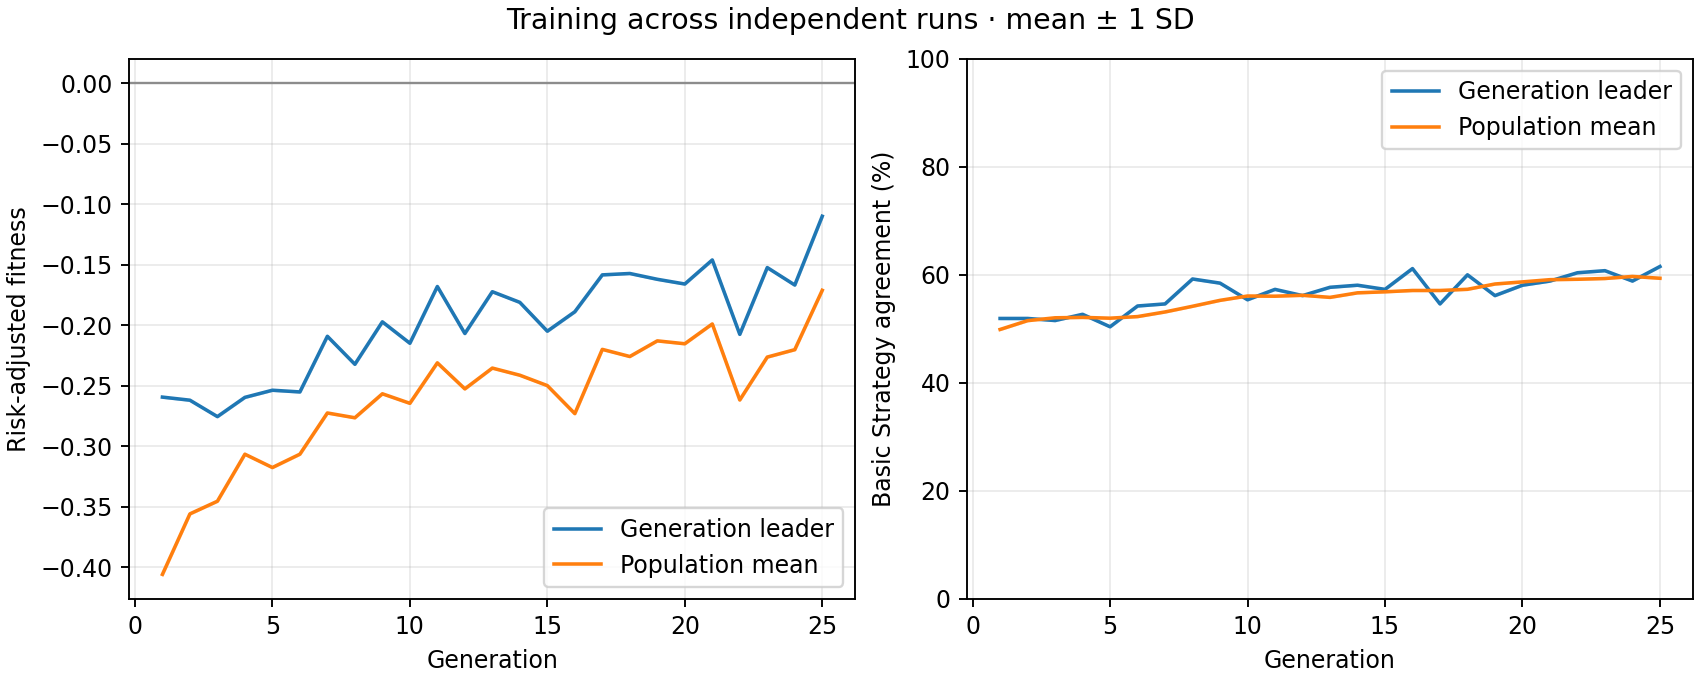 Training across independent runs · mean ± 1 SD
Risk-adjusted fitness
0.00
−0.05
−0.10
−0.15
−0.20
−0.25
−0.30
−0.35
−0.40
Generation leader
Population mean
0 5 10 15 20 25
Generation
Basic Strategy agreement (%)
100
80
60
40
20
0
Generation leader
Population mean
0 5 10 15 20 25
Generation